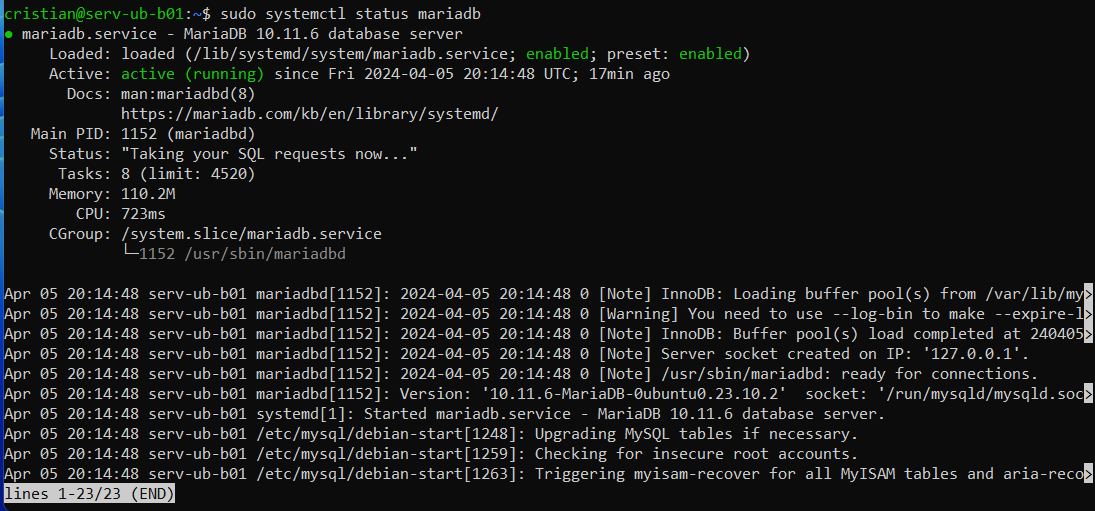 cristian@serv-ub-b01:~$ sudo systemctl status mariadb
● mariadb.service - MariaDB 10.11.6 database server
Loaded: loaded (/lib/systemd/system/mariadb.service; enabled; preset: enabled)
Active: active (running) since Fri 2024-04-05 20:14:48 UTC; 17min ago
Docs: man:mariadbd(8)
https://mariadb.com/kb/en/library/systemd/
Main PID: 1152 (mariadbd)
Status: "Taking your SQL requests now..."
Tasks: 8 (limit: 4520)
Memory: 110.2M
CPU: 723ms
CGroup: /system.slice/mariadb.service
└─1152 /usr/sbin/mariadbd
Apr 05 20:14:48 serv-ub-b01 mariadbd[1152]: 2024-04-05 20:14:48 0 [Note] InnoDB: Loading buffer pool(s) from /var/lib/my>
Apr 05 20:14:48 serv-ub-b01 mariadbd[1152]: 2024-04-05 20:14:48 0 [Warning] You need to use --log-bin to make --expire-l>
Apr 05 20:14:48 serv-ub-b01 mariadbd[1152]: 2024-04-05 20:14:48 0 [Note] InnoDB: Buffer pool(s) load completed at 240405>
Apr 05 20:14:48 serv-ub-b01 mariadbd[1152]: 2024-04-05 20:14:48 0 [Note] Server socket created on IP: '127.0.0.1'.
Apr 05 20:14:48 serv-ub-b01 mariadbd[1152]: 2024-04-05 20:14:48 0 [Note] /usr/sbin/mariadbd: ready for connections.
Apr 05 20:14:48 serv-ub-b01 mariadbd[1152]: Version: '10.11.6-MariaDB-0ubuntu0.23.10.2'  socket: '/run/mysqld/mysqld.soc>
Apr 05 20:14:48 serv-ub-b01 systemd[1]: Started mariadb.service - MariaDB 10.11.6 database server.
Apr 05 20:14:48 serv-ub-b01 /etc/mysql/debian-start[1248]: Upgrading MySQL tables if necessary.
Apr 05 20:14:48 serv-ub-b01 /etc/mysql/debian-start[1259]: Checking for insecure root accounts.
Apr 05 20:14:48 serv-ub-b01 /etc/mysql/debian-start[1263]: Triggering myisam-recover for all MyISAM tables and aria-reco>
lines 1-23/23 (END)